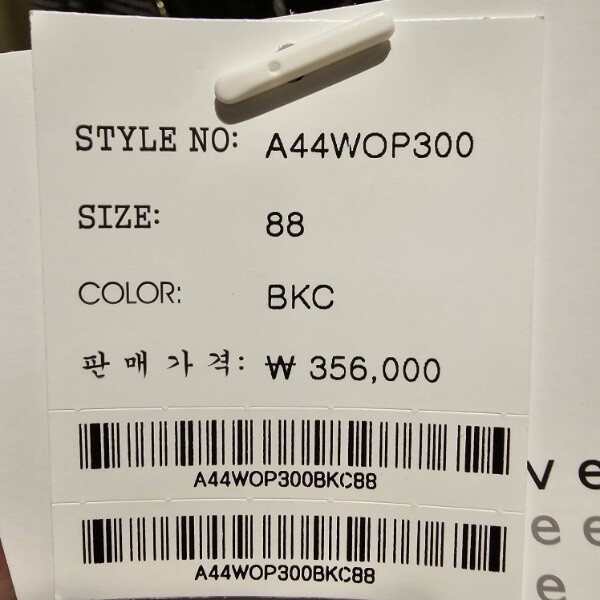 STYLE NO: A44WOP300
SIZE: 88
COLOR: BKC
판매가격: ₩ 356,000
A44WOP300BKC88
A44WOP300BKC88